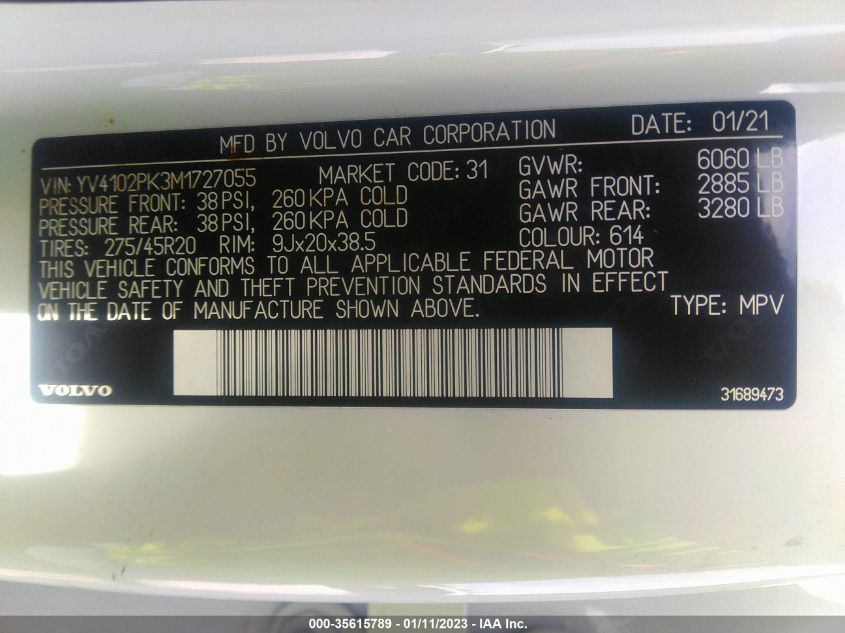 MFD BY VOLVO CAR CORPORATION DATE: 01/21
VIN: YV4102PK3M1727055 MARKET CODE: 31 GVWR: 6060 LB
PRESSURE FRONT: 38PSI, 260KPA COLD GAWR FRONT: 2885 LB
PRESSURE REAR: 38PSI, 260KPA COLD GAWR REAR: 3280 LB
TIRES: 275/45R20 RIM: 9Jx20x38.5 COLOUR: 614
THIS VEHICLE CONFORMS TO ALL APPLICABLE FEDERAL MOTOR
VEHICLE SAFETY AND THEFT PREVENTION STANDARDS IN EFFECT
ON THE DATE OF MANUFACTURE SHOWN ABOVE. TYPE: MPV
VOLVO 31689473
000-35615789 - 01/11/2023 - IAA Inc.